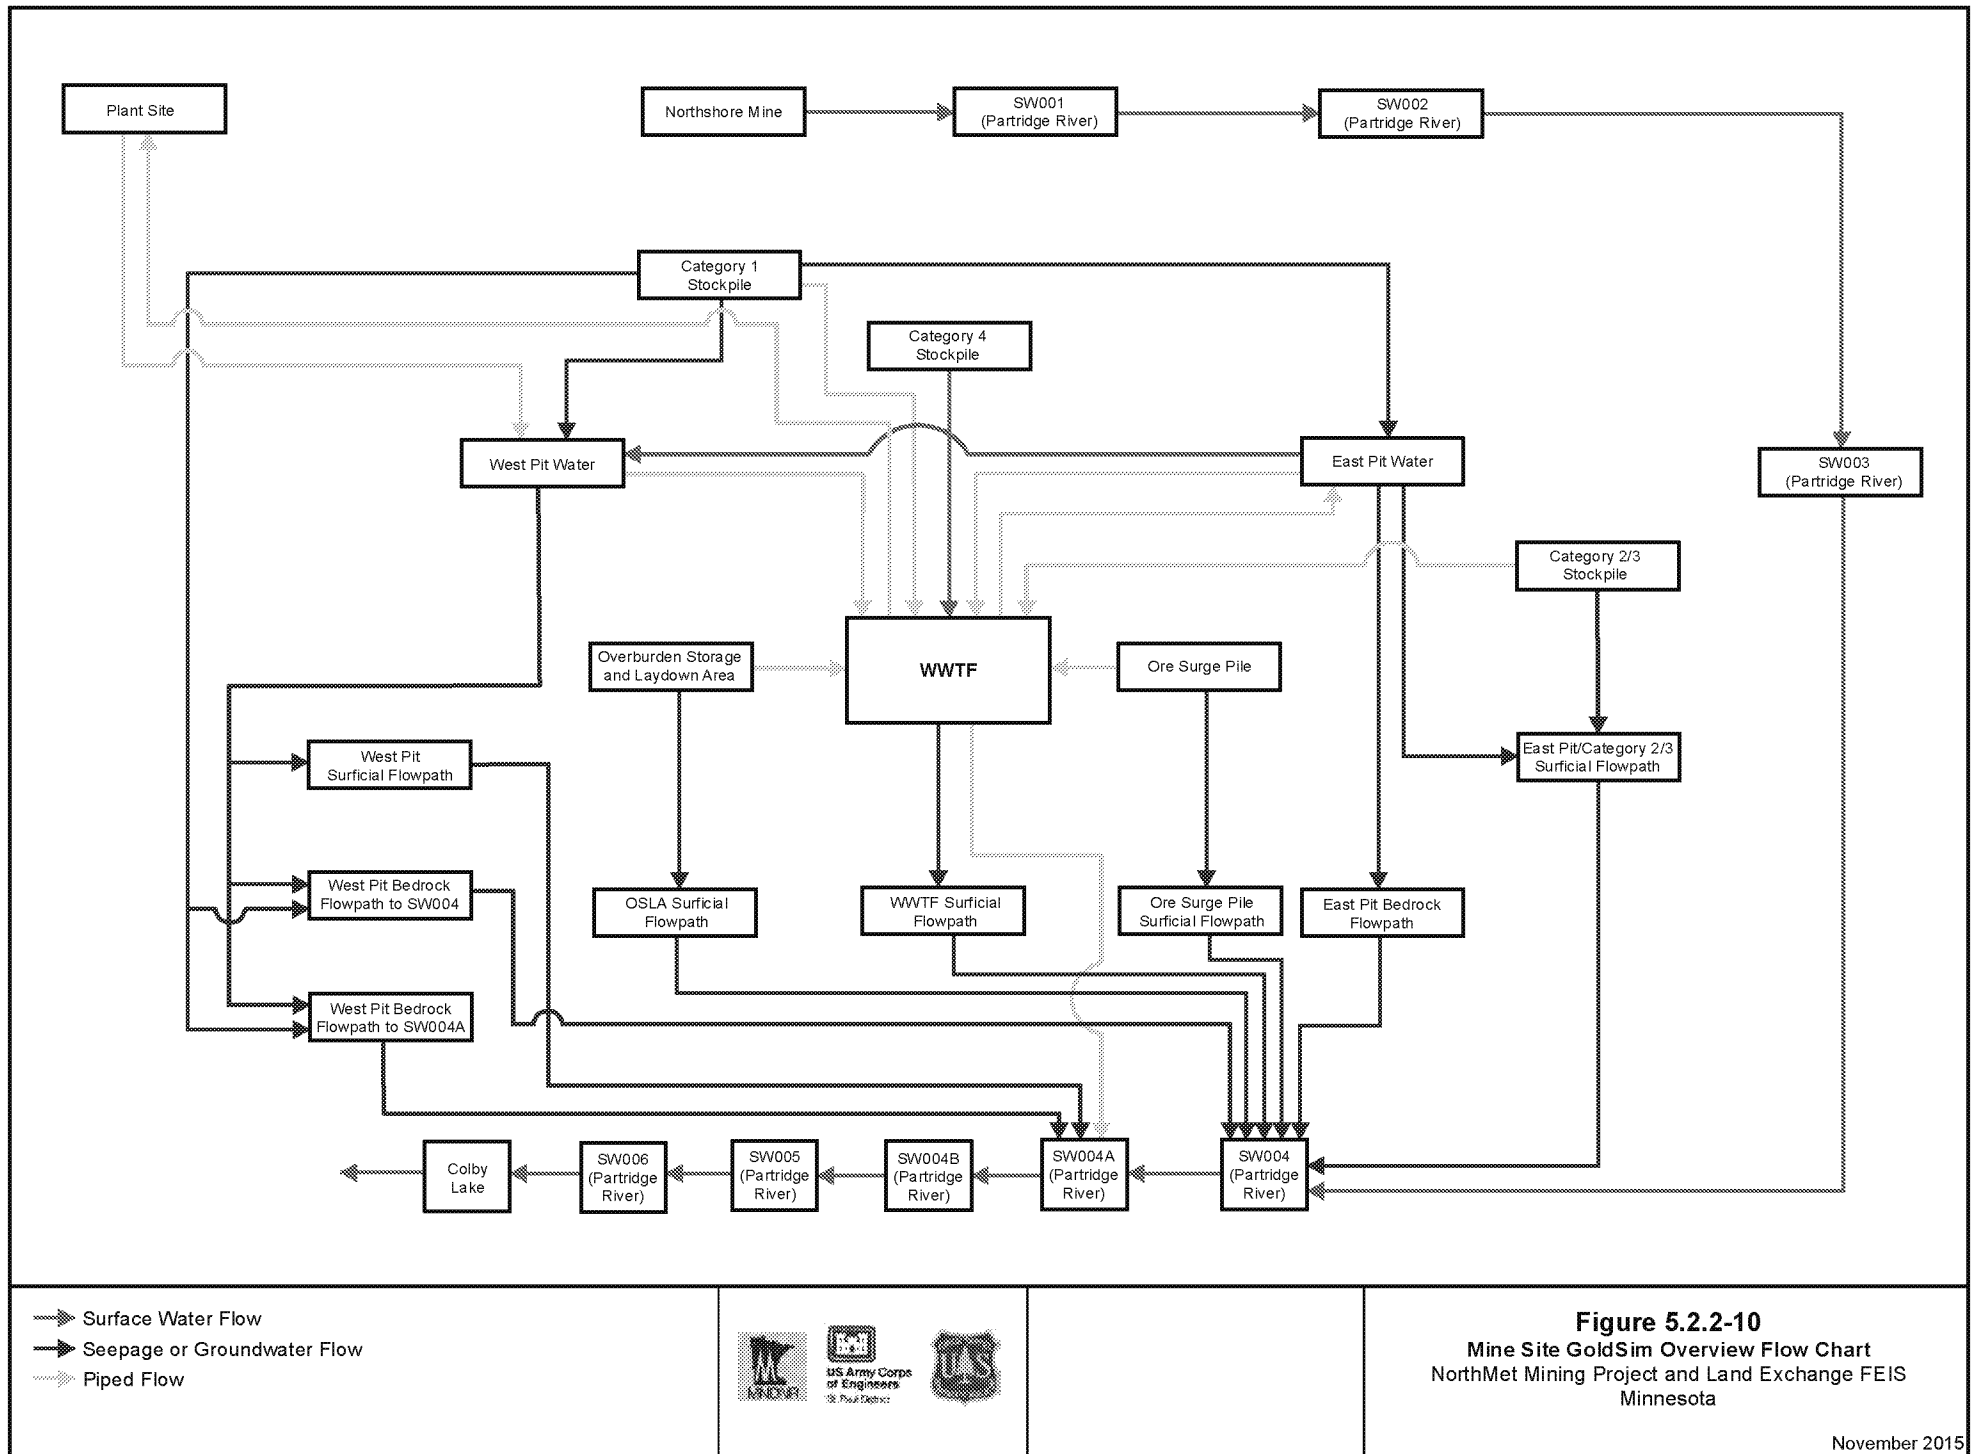 Plant Site
Northshore Mine
SW001
(Partridge River)
SW002
(Partridge River)
Category 1
Stockpile
Category 4
Stockpile
West Pit Water
East Pit Water
SW003
(Partridge River)
Category 2/3
Stockpile
Overburden Storage
and Laydown Area
WWTF
Ore Surge Pile
West Pit
Surficial Flowpath
East Pit/Category 2/3
Surficial Flowpath
West Pit Bedrock
Flowpath to SW004
OSLA Surficial
Flowpath
WWTF Surficial
Flowpath
Ore Surge Pile
Surficial Flowpath
East Pit Bedrock
Flowpath
West Pit Bedrock
Flowpath to SW004A
Colby
Lake
SW006
(Partridge
River)
SW005
(Partridge
River)
SW004B
(Partridge
River)
SW004A
(Partridge
River)
SW004
(Partridge
River)
Surface Water Flow
Seepage or Groundwater Flow
Piped Flow
MNDNR
US Army Corps
of Engineers
St. Paul District
US
Figure 5.2.2-10
Mine Site GoldSim Overview Flow Chart
NorthMet Mining Project and Land Exchange FEIS
Minnesota
November 2015